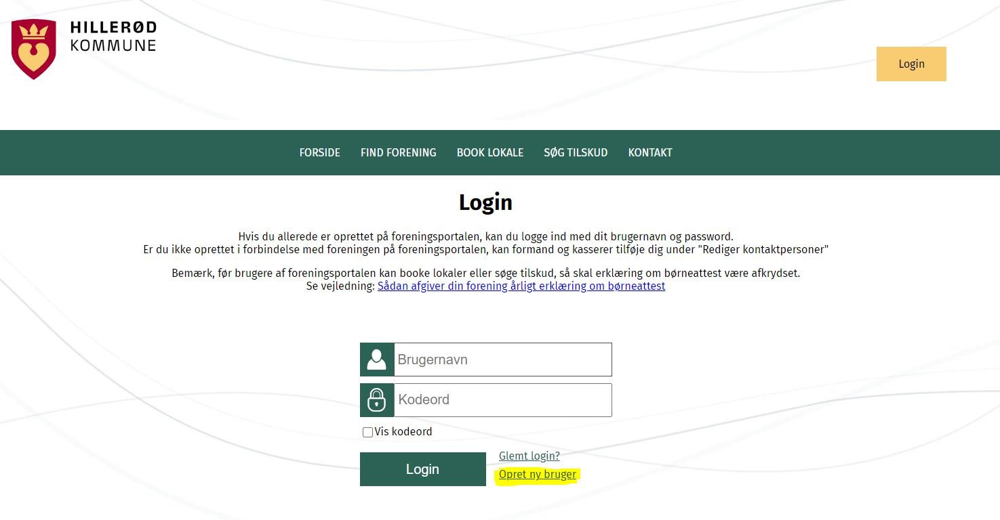 HILLERØD
KOMMUNE
Login
FORSIDE FIND FORENING BOOK LOKALE SØG TILSKUD KONTAKT
Login
Hvis du allerede er oprettet på foreningsportalen, kan du logge ind med dit brugernavn og password.
Er du ikke oprettet i forbindelse med foreningen på foreningsportalen, kan formand og kasserer tilføje dig under "Rediger kontaktpersoner"
Bemærk, før brugere af foreningsportalen kan booke lokaler eller søge tilskud, så skal erklæring om børneattest være afkrydset.
Se vejledning: Sådan afgiver din forening årligt erklæring om børneattest
Brugernavn
Kodeord
Vis kodeord
Login
Glemt login?
Opret ny bruger